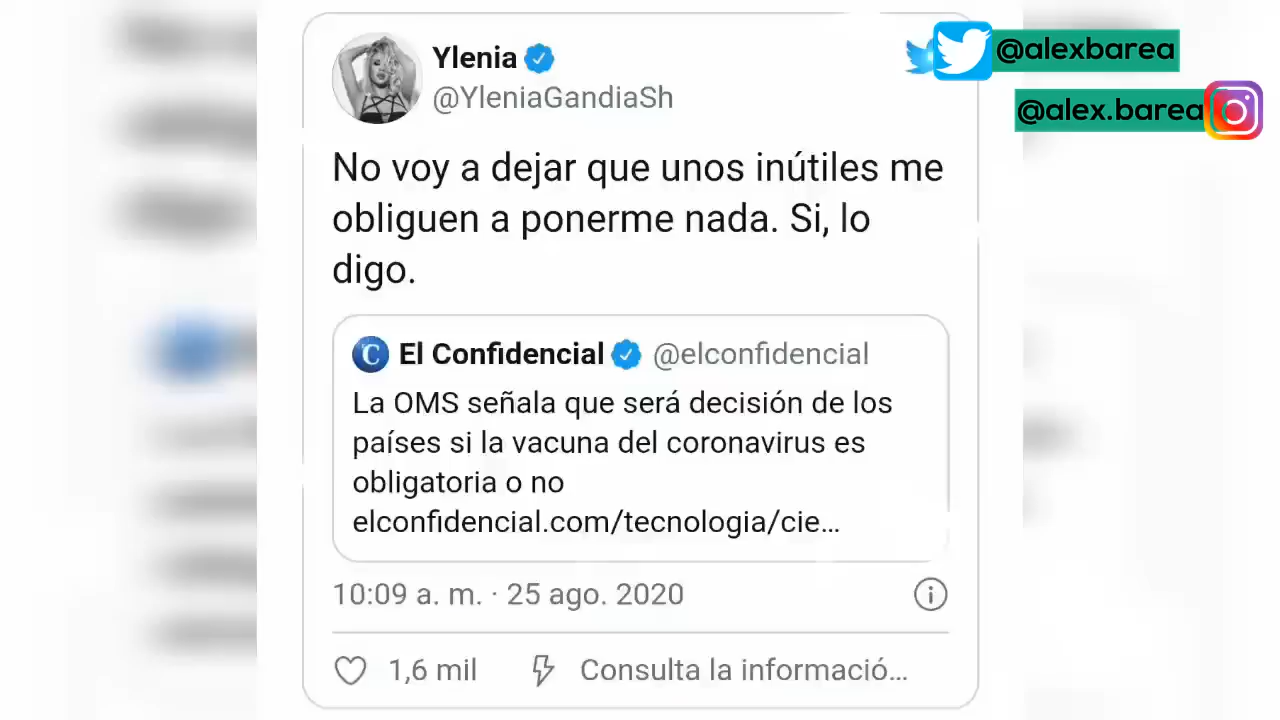 Ylenia
@YleniaGandiaSh
@alexbarea
@alex.barea
No voy a dejar que unos inútiles me
obliguen a ponerme nada. Si, lo
digo.
El Confidencial @elconfidencial
La OMS señala que será decisión de los
países si la vacuna del coronavirus es
obligatoria o no
elconfidencial.com/tecnologia/cie...
10:09 a. m. · 25 ago. 2020
1,6 mil Consulta la informació...